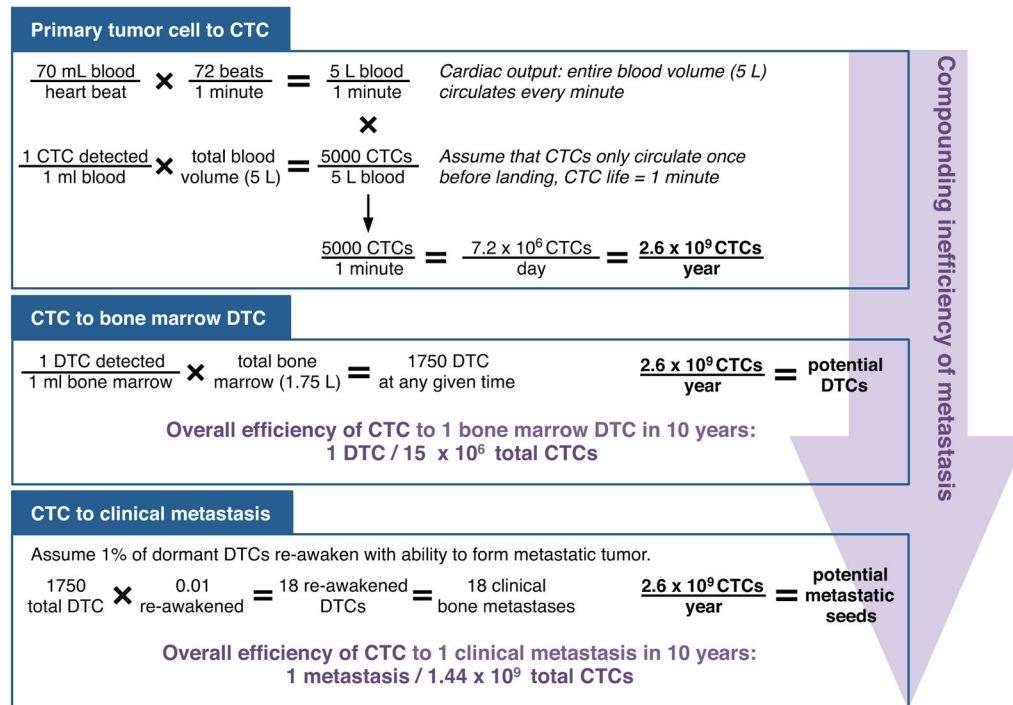 Primary tumor cell to CTC
70 mL blood / heart beat × 72 beats / 1 minute = 5 L blood / 1 minute
Cardiac output: entire blood volume (5 L)
circulates every minute
×
1 CTC detected / 1 ml blood × total blood volume (5 L) = 5000 CTCs / 5 L blood
Assume that CTCs only circulate once
before landing, CTC life = 1 minute
5000 CTCs / 1 minute = 7.2 x 10⁶ CTCs / day = 2.6 x 10⁹ CTCs / year
CTC to bone marrow DTC
1 DTC detected / 1 ml bone marrow × total bone marrow (1.75 L) = 1750 DTC at any given time
2.6 x 10⁹ CTCs / year = potential DTCs
Overall efficiency of CTC to 1 bone marrow DTC in 10 years:
1 DTC / 15 x 10⁶ total CTCs
CTC to clinical metastasis
Assume 1% of dormant DTCs re-awaken with ability to form metastatic tumor.
1750 total DTC × 0.01 re-awakened = 18 re-awakened DTCs = 18 clinical bone metastases
2.6 x 10⁹ CTCs / year = potential metastatic seeds
Overall efficiency of CTC to 1 clinical metastasis in 10 years:
1 metastasis / 1.44 x 10⁹ total CTCs
Compounding inefficiency of metastasis